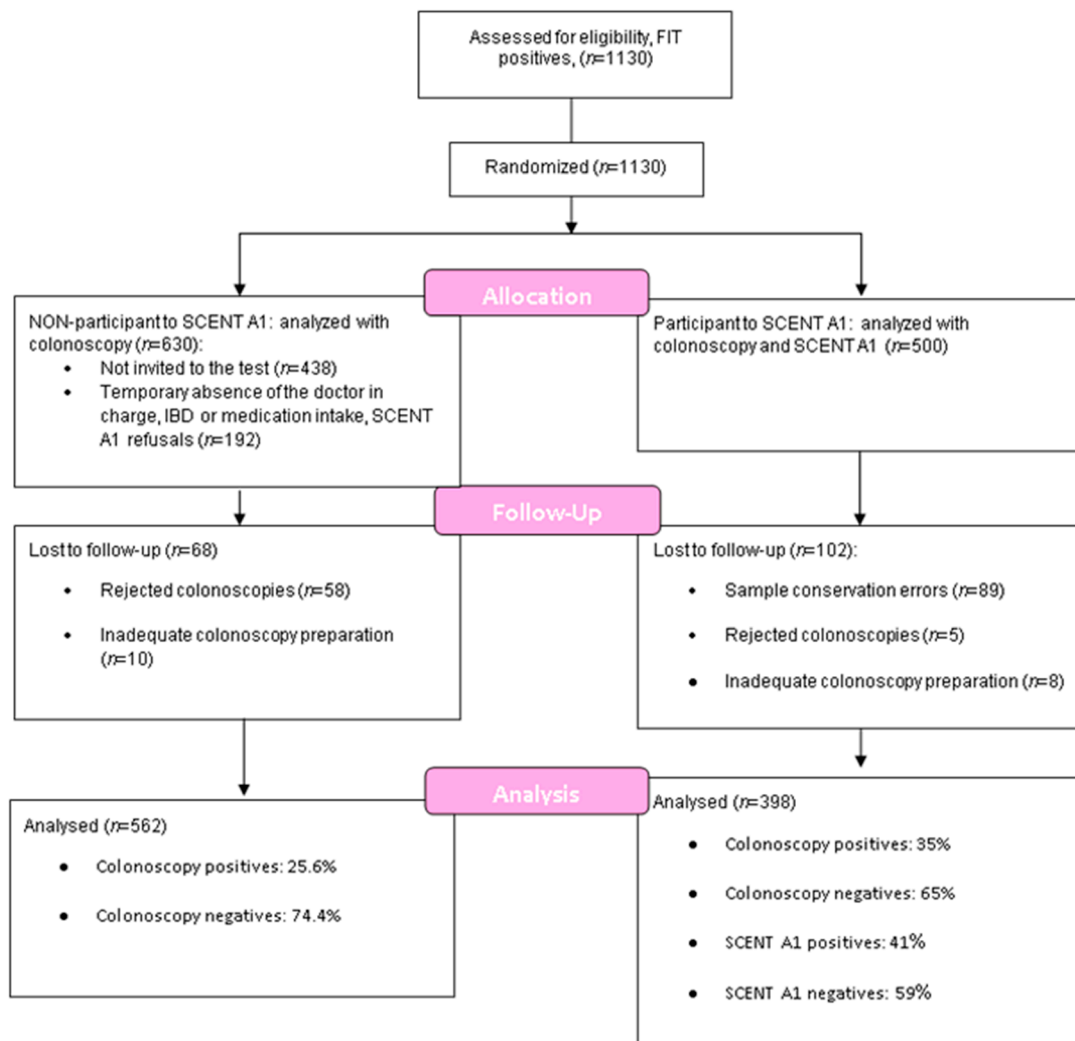 Assessed for eligibility, FIT
positives, (n=1130)
Randomized (n=1130)
Allocation
NON-participant to SCENT A1: analyzed with
colonoscopy (n=630):
• Not invited to the test (n=438)
• Temporary absence of the doctor in
charge, IBD or medication intake, SCENT
A1 refusals (n=192)
Participant to SCENT A1: analyzed with
colonoscopy and SCENT A1 (n=500)
Follow-Up
Lost to follow-up (n=68)
• Rejected colonoscopies (n=58)
• Inadequate colonoscopy preparation
(n=10)
Lost to follow-up (n=102):
• Sample conservation errors (n=89)
• Rejected colonoscopies (n=5)
• Inadequate colonoscopy preparation (n=8)
Analysis
Analysed (n=562)
• Colonoscopy positives: 25.6%
• Colonoscopy negatives: 74.4%
Analysed (n=398)
• Colonoscopy positives: 35%
• Colonoscopy negatives: 65%
• SCENT A1 positives: 41%
• SCENT A1 negatives: 59%